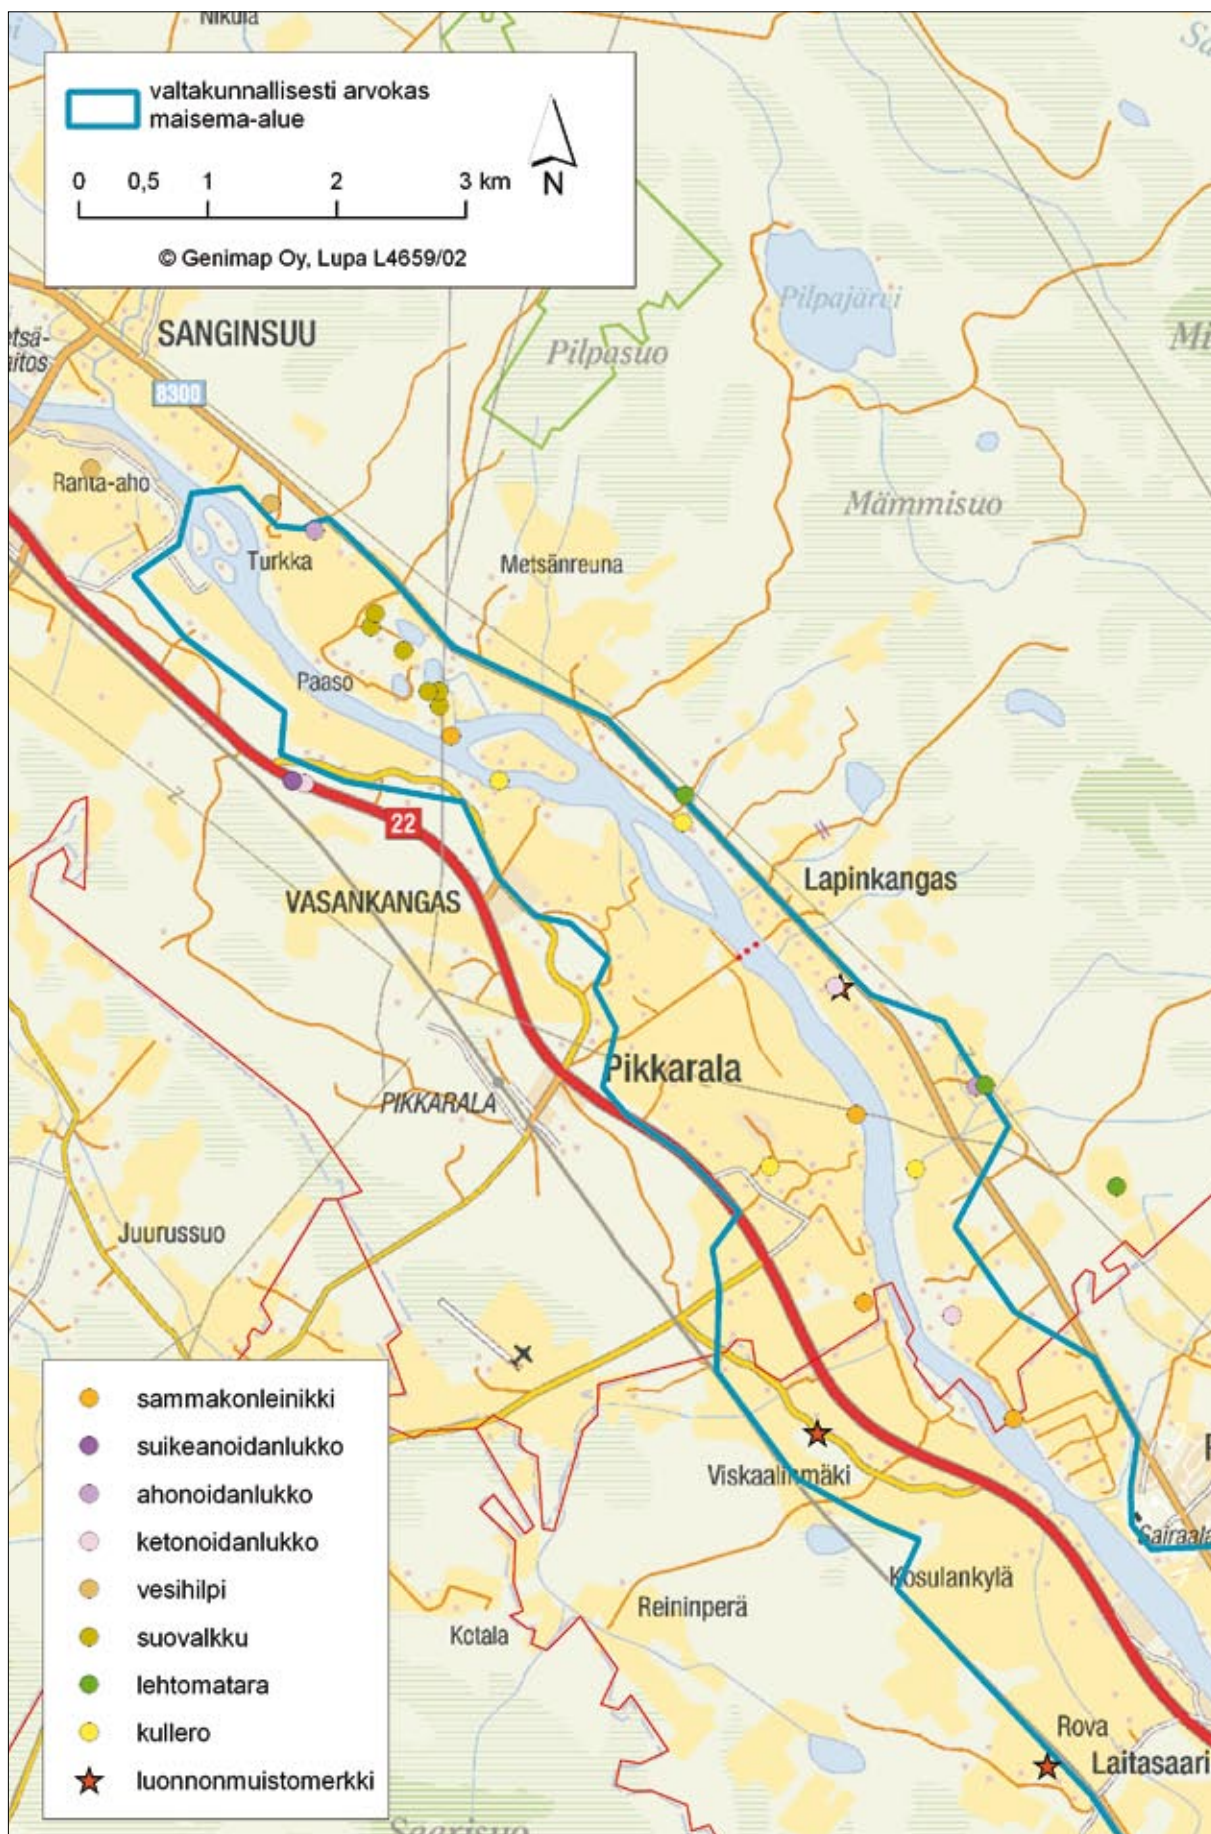 Nikula
valtakunnallisesti arvokas
maisema-alue
0 0,5 1 2 3 km
N
© Genimap Oy, Lupa L4659/02
SANGINSUU
8300
Pilpajärvi
Pilpasuo
Ranta-aho
Mämmisuo
Turkka
Metsänreuna
Paaso
22
VASANKANGAS
Lapinkangas
Pikkarala
PIKKARALA
Juurussuo
Viskaalinmäki
Sairaala
Kosulankylä
Reininperä
Kotala
Rova
Laitasaari
sammakonleinikki
suikeanoidanlukko
ahonoidanlukko
ketonoidanlukko
vesihilpi
suovalkku
lehtomatara
kullero
luonnonmuistomerkki